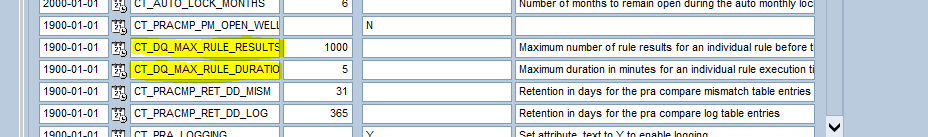 2000-01-01 CT_AUTO_LOCK_MONTHS 6 Number of months to remain open during the auto monthly loc
1900-01-01 CT_PRACMP_PM_OPEN_WELL N
1900-01-01 CT_DQ_MAX_RULE_RESULTS 1000 Maximum number of rule results for an individual rule before t
1900-01-01 CT_DQ_MAX_RULE_DURATIO 5 Maximum duration in minutes for an individual rule execution ti
1900-01-01 CT_PRACMP_RET_DD_MISM 31 Retention in days for the pra compare mismatch table entries
1900-01-01 CT_PRACMP_RET_DD_LOG 365 Retention in days for the pra compare log table entries
1900-01-01 CT_PRA_LOGGING Y Set attribute_text to Y to enable logging